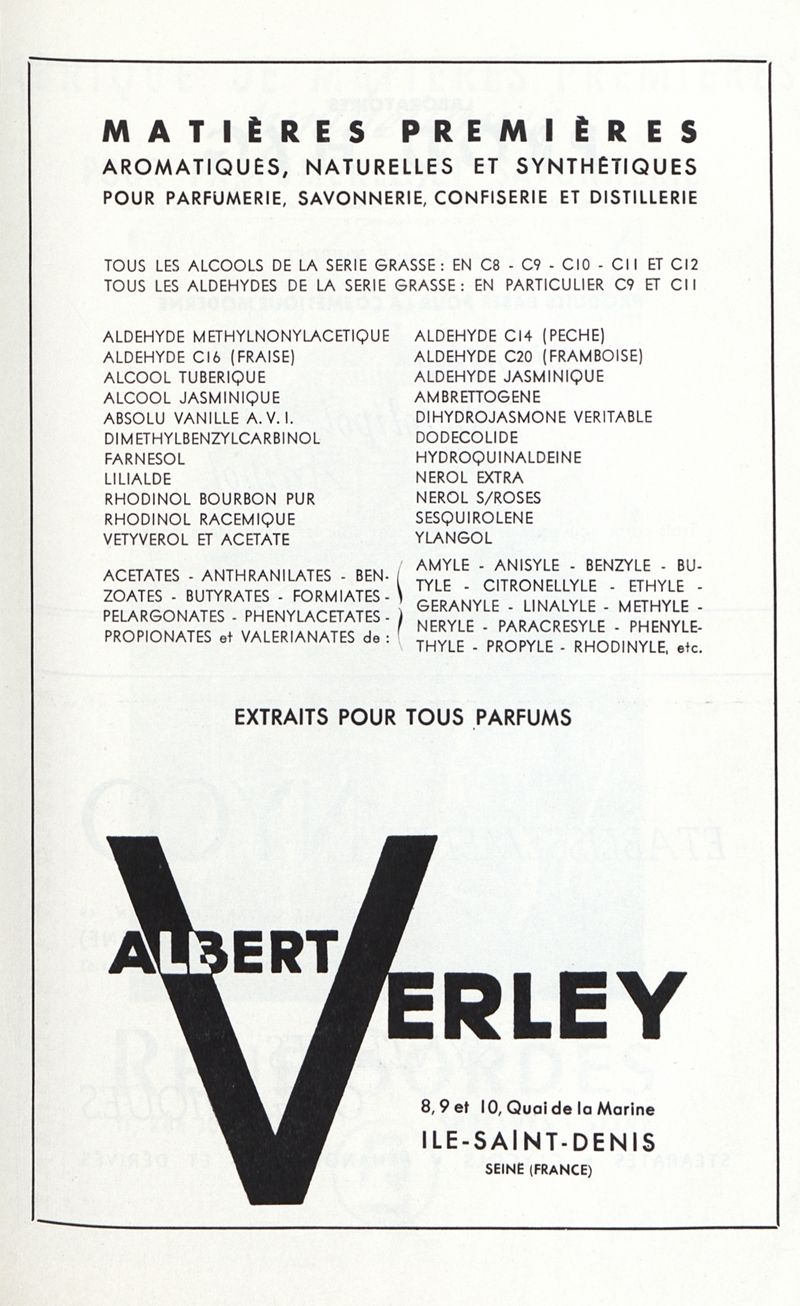 MATIÈRES PREMIÈRES
AROMATIQUES, NATURELLES ET SYNTHÉTIQUES
POUR PARFUMERIE, SAVONNERIE, CONFISERIE ET DISTILLERIE
TOUS LES ALCOOLS DE LA SERIE GRASSE : EN C8 - C9 - C10 - C11 ET C12
TOUS LES ALDEHYDES DE LA SERIE GRASSE : EN PARTICULIER C9 ET C11
ALDEHYDE METHYLNONYLACETIQUE
ALDEHYDE C16 (FRAISE)
ALCOOL TUBERIQUE
ALCOOL JASMINIQUE
ABSOLU VANILLE A. V. I.
DIMETHYLBENZYLCARBINOL
FARNESOL
LILIALDE
RHODINOL BOURBON PUR
RHODINOL RACEMIQUE
VETYVEROL ET ACETATE
ALDEHYDE C14 (PECHE)
ALDEHYDE C20 (FRAMBOISE)
ALDEHYDE JASMINIQUE
AMBRETTOGENE
DIHYDROJASMONE VERITABLE
DODECOLIDE
HYDROQUINALDEINE
NEROL EXTRA
NEROL S/ROSES
SESQUIROLENE
YLANGOL
ACETATES - ANTHRANILATES - BEN-
ZOATES - BUTYRATES - FORMIATES -
PELARGONATES - PHENYLACETATES -
PROPIONATES et VALERIANATES de :
AMYLE - ANISYLE - BENZYLE - BU-
TYLE - CITRONELLYLE - ETHYLE -
GERANYLE - LINALYLE - METHYLE -
NERYLE - PARACRESYLE - PHENYLE-
THYLE - PROPYLE - RHODINYLE, etc.
EXTRAITS POUR TOUS PARFUMS
ALBERT
VERLEY
8, 9 et 10, Quai de la Marine
ILE-SAINT-DENIS
SEINE (FRANCE)